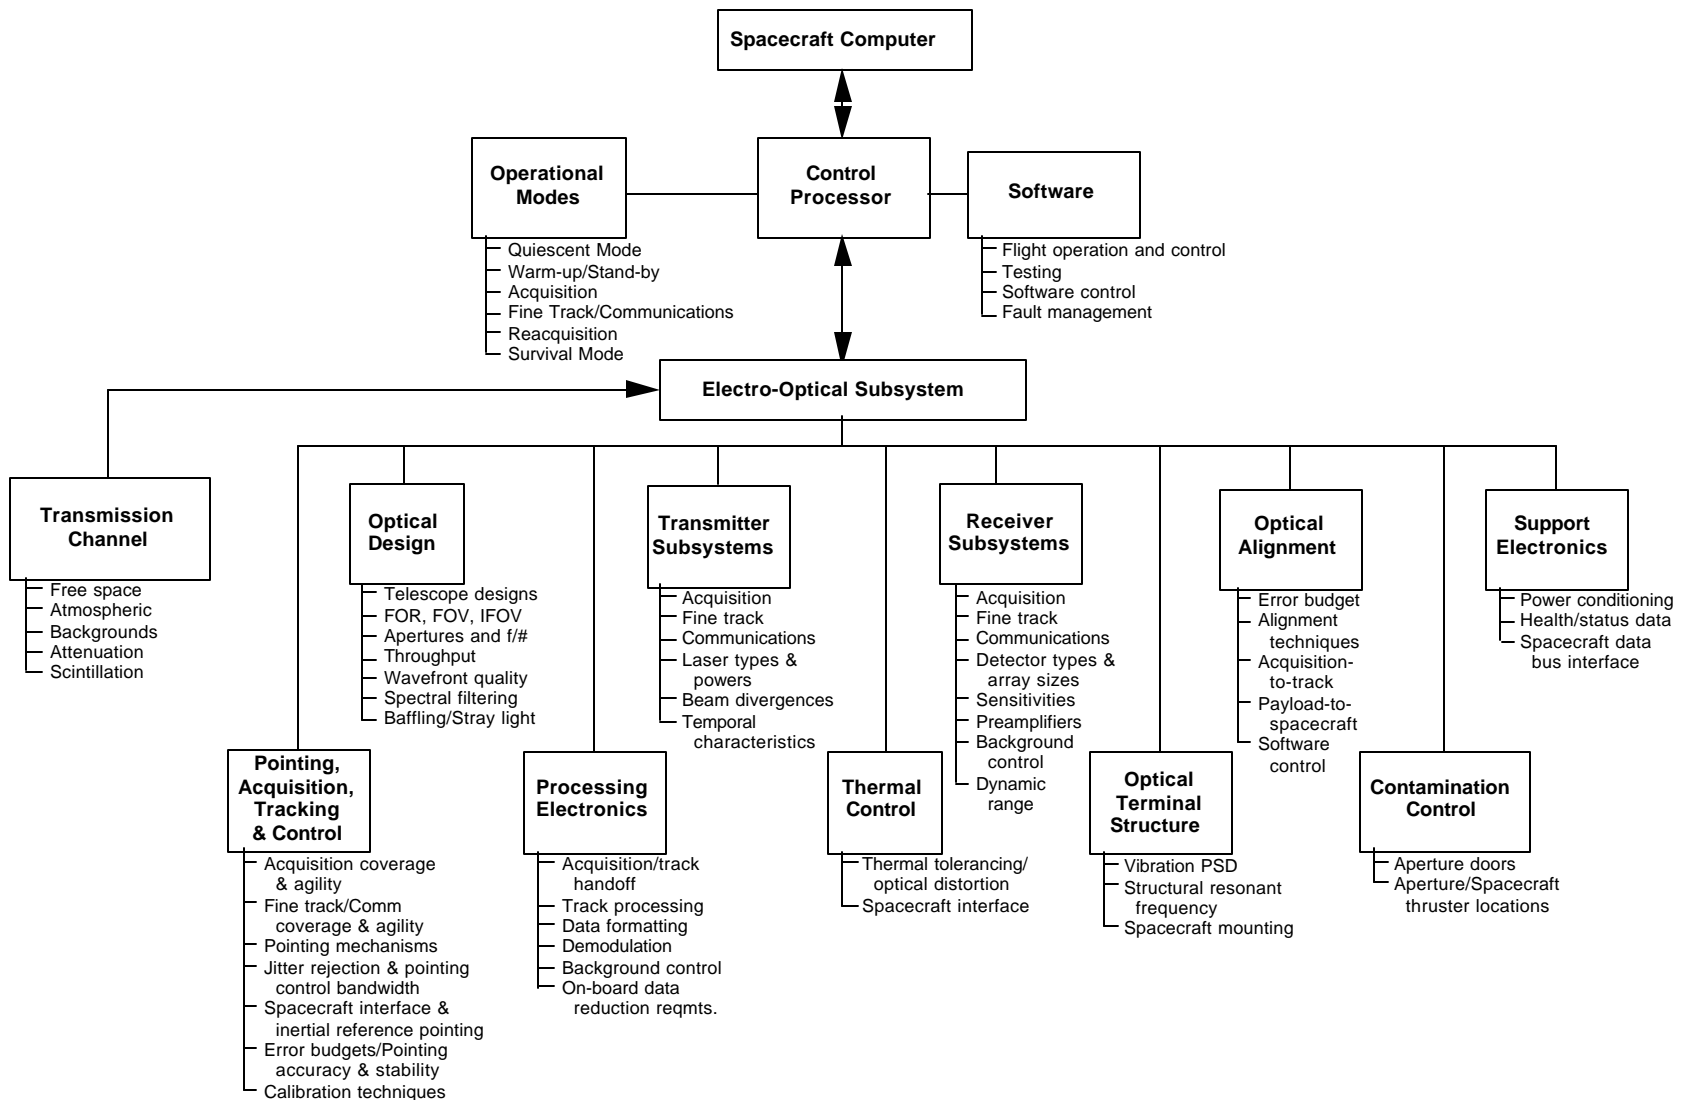 Spacecraft Computer
Operational
Modes
Quiescent Mode
Warm-up/Stand-by
Acquisition
Fine Track/Communications
Reacquisition
Survival Mode
Control
Processor
Software
Flight operation and control
Testing
Software control
Fault management
Electro-Optical Subsystem
Transmission
Channel
Free space
Atmospheric
Backgrounds
Attenuation
Scintillation
Optical
Design
Telescope designs
FOR, FOV, IFOV
Apertures and f/#
Throughput
Wavefront quality
Spectral filtering
Baffling/Stray light
Transmitter
Subsystems
Acquisition
Fine track
Communications
Laser types &
powers
Beam divergences
Temporal
characteristics
Receiver
Subsystems
Acquisition
Fine track
Communications
Detector types &
array sizes
Sensitivities
Preamplifiers
Background
control
Dynamic
range
Optical
Alignment
Error budget
Alignment
techniques
Acquisition-
to-track
Payload-to-
spacecraft
Software
control
Support
Electronics
Power conditioning
Health/status data
Spacecraft data
bus interface
Pointing,
Acquisition,
Tracking
& Control
Acquisition coverage
& agility
Fine track/Comm
coverage & agility
Pointing mechanisms
Jitter rejection & pointing
control bandwidth
Spacecraft interface &
inertial reference pointing
Error budgets/Pointing
accuracy & stability
Calibration techniques
Processing
Electronics
Acquisition/track
handoff
Track processing
Data formatting
Demodulation
Background control
On-board data
reduction reqmts.
Thermal
Control
Thermal tolerancing/
optical distortion
Spacecraft interface
Optical
Terminal
Structure
Vibration PSD
Structural resonant
frequency
Spacecraft mounting
Contamination
Control
Aperture doors
Aperture/Spacecraft
thruster locations